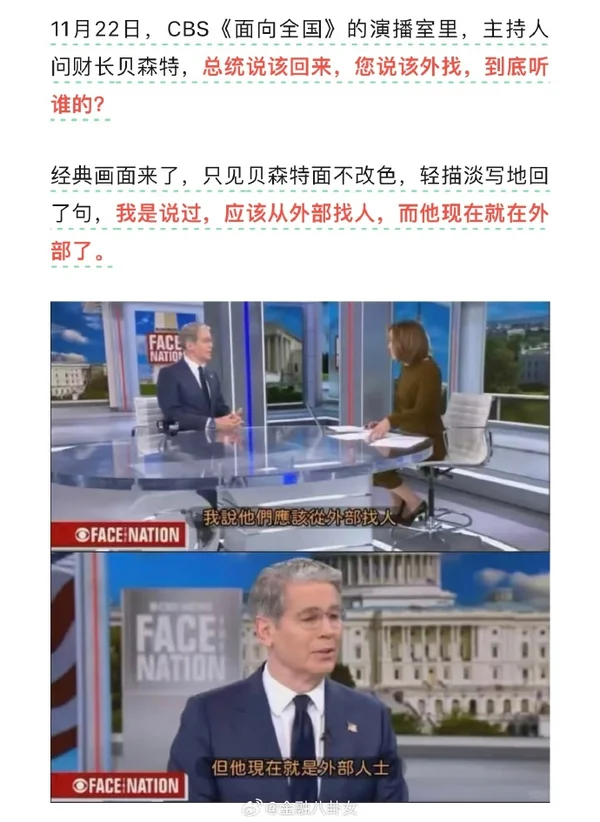 11月22日，CBS《面向全国》的演播室里，主持人
问财长贝森特，总统说该回来，您说该外找，到底听
谁的？
经典画面来了，只见贝森特面不改色，轻描淡写地回
了句，我是说过，应该从外部找人，而他现在就在外
部了。
FACE
NATION
我說他們應該從外部找人
FACE THE NATION
FACE
NATION
但他現在就是外部人士
FACE THE NATION
@金融八卦女